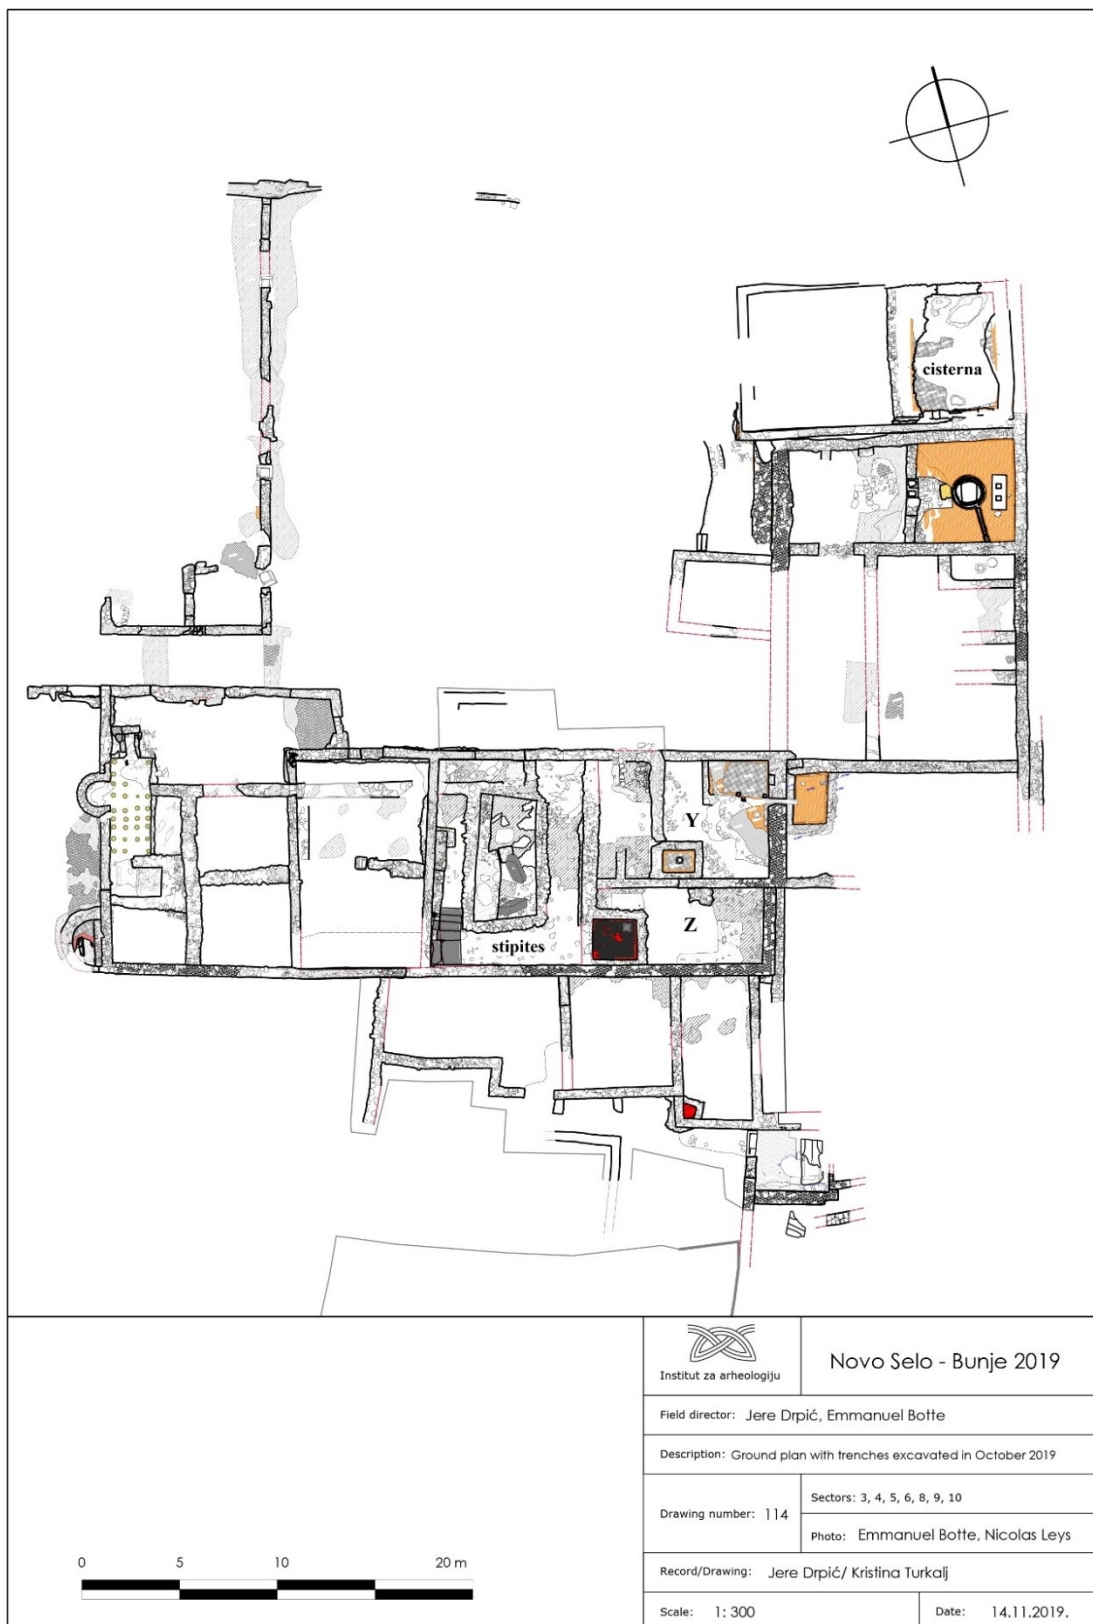 cisterna
Y
Z
stipites
Institut za arheologiju
Novo Selo - Bunje 2019
Field director: Jere Drpić, Emmanuel Botte
Description: Ground plan with trenches excavated in October 2019
Drawing number: 114
Sectors: 3, 4, 5, 6, 8, 9, 10
Photo: Emmanuel Botte, Nicolas Leys
Record/Drawing: Jere Drpić/ Kristina Turkalj
0 5 10 20 m
Scale: 1: 300
Date: 14.11.2019.